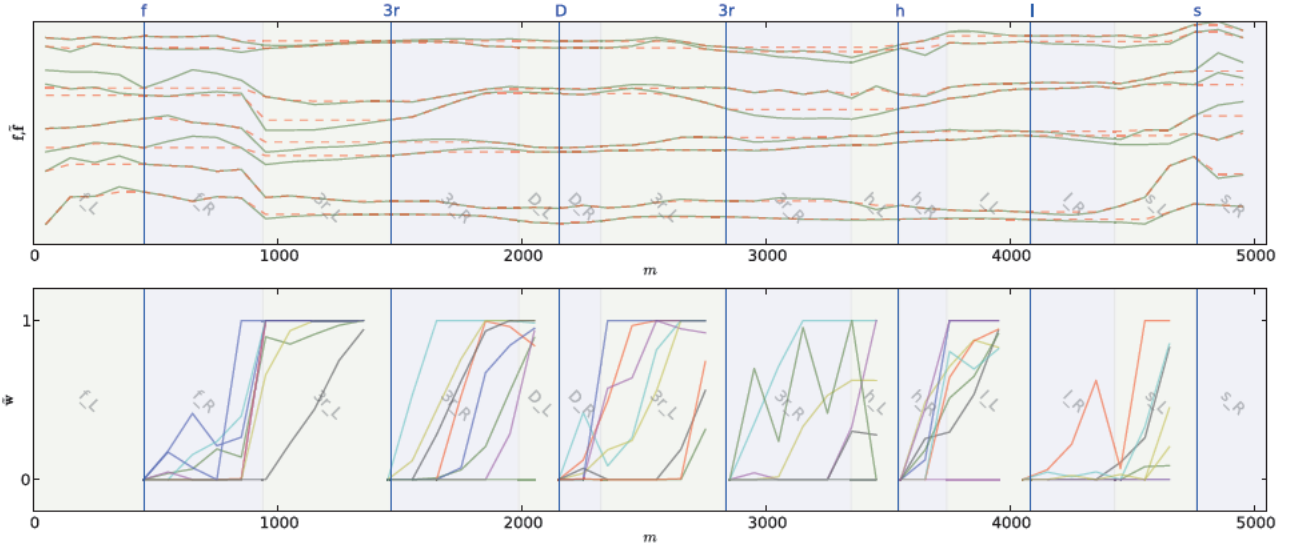 f 3r D 3r h l s
f, f̃
f_L f_R 3r_L 3r_R D_L D_R 3r_L 3r_R h_L h_R l_L l_R s_L s_R
0 1000 2000 3000 4000 5000
m
1
w̃
f_L f_R 3r_L 3r_R D_L D_R 3r_L 3r_R h_L h_R l_L l_R s_L s_R
0
0 1000 2000 3000 4000 5000
m